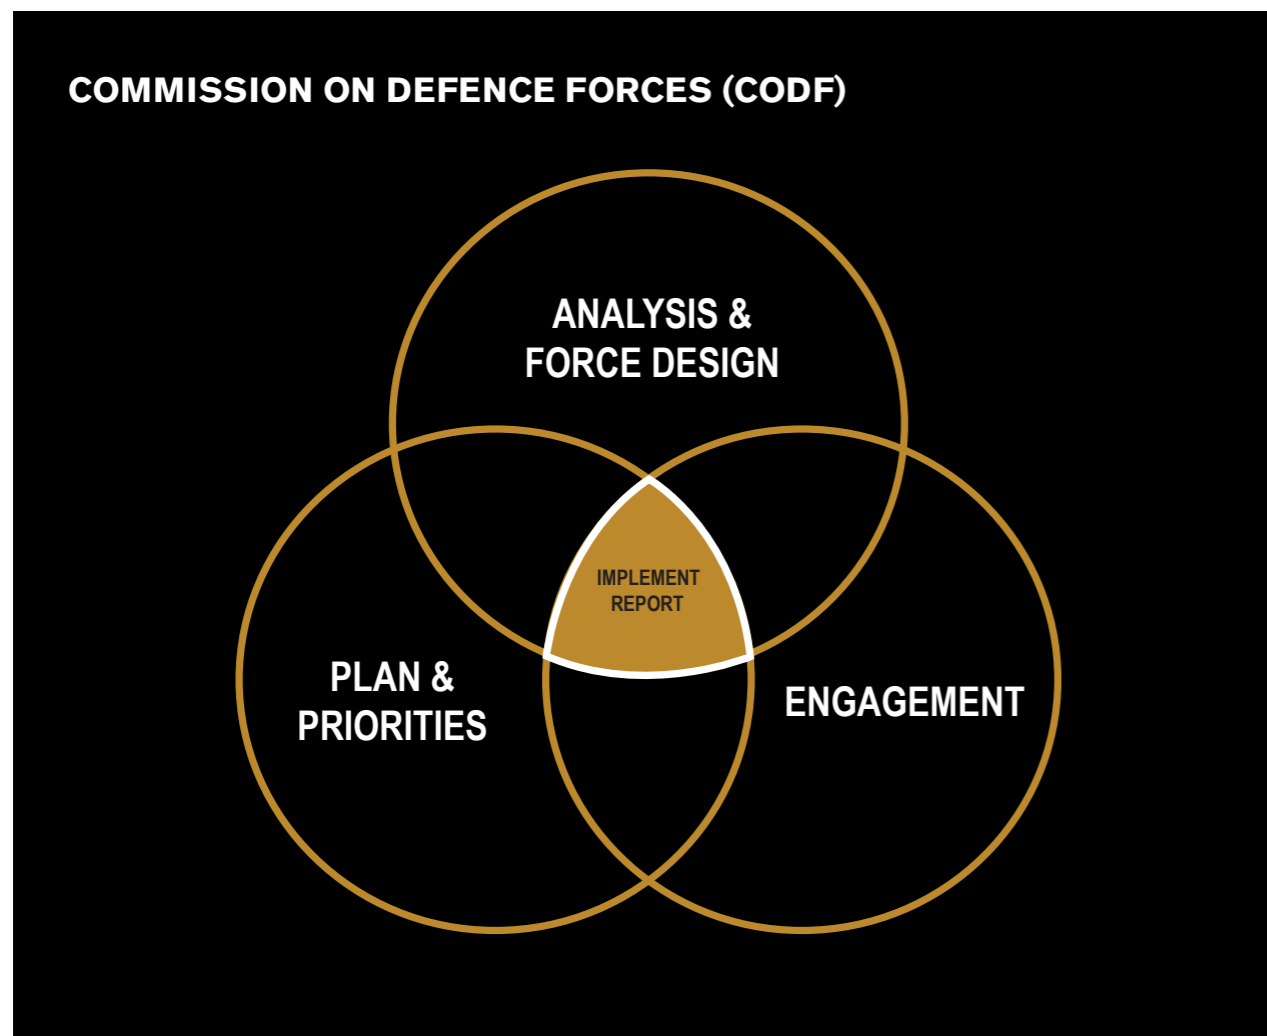 COMMISSION ON DEFENCE FORCES (CODF)
ANALYSIS &
FORCE DESIGN
IMPLEMENT
REPORT
PLAN &
PRIORITIES
ENGAGEMENT